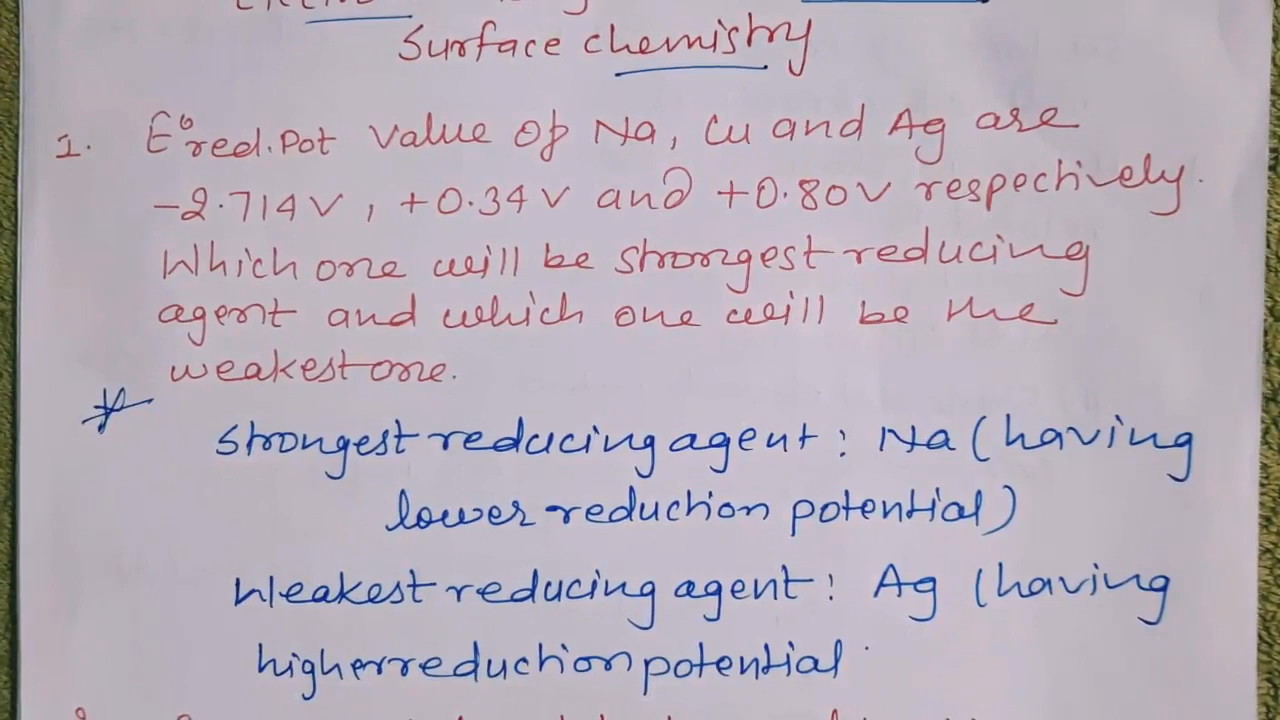 Surface chemistry
1. E°red.Pot value of Na, Cu and Ag are
-2.714V, +0.34V and +0.80V respectively.
Which one will be strongest reducing
agent and which one will be the
weakest one.
* Strongest reducing agent: Na (having
lower reduction potential)
Weakest reducing agent: Ag (having
higher reduction potential